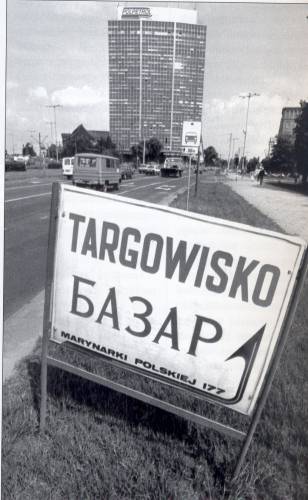 TARGOWISKO
БАЗАР
MARYNARKI POLSKIEJ 177